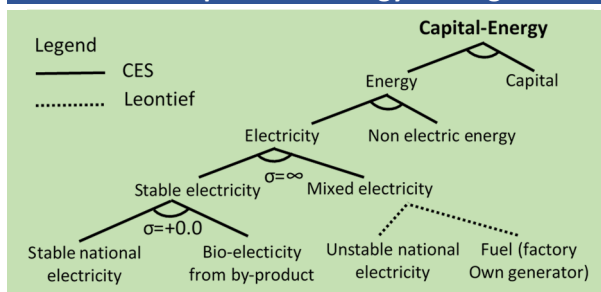 Capital-Energy
Legend
CES
Leontief
Energy
Capital
Electricity
Non electric energy
σ=∞
Stable electricity
Mixed electricity
σ=+0.0
Stable national
electricity
Bio-electicity
from by-product
Unstable national
electricity
Fuel (factory
Own generator)